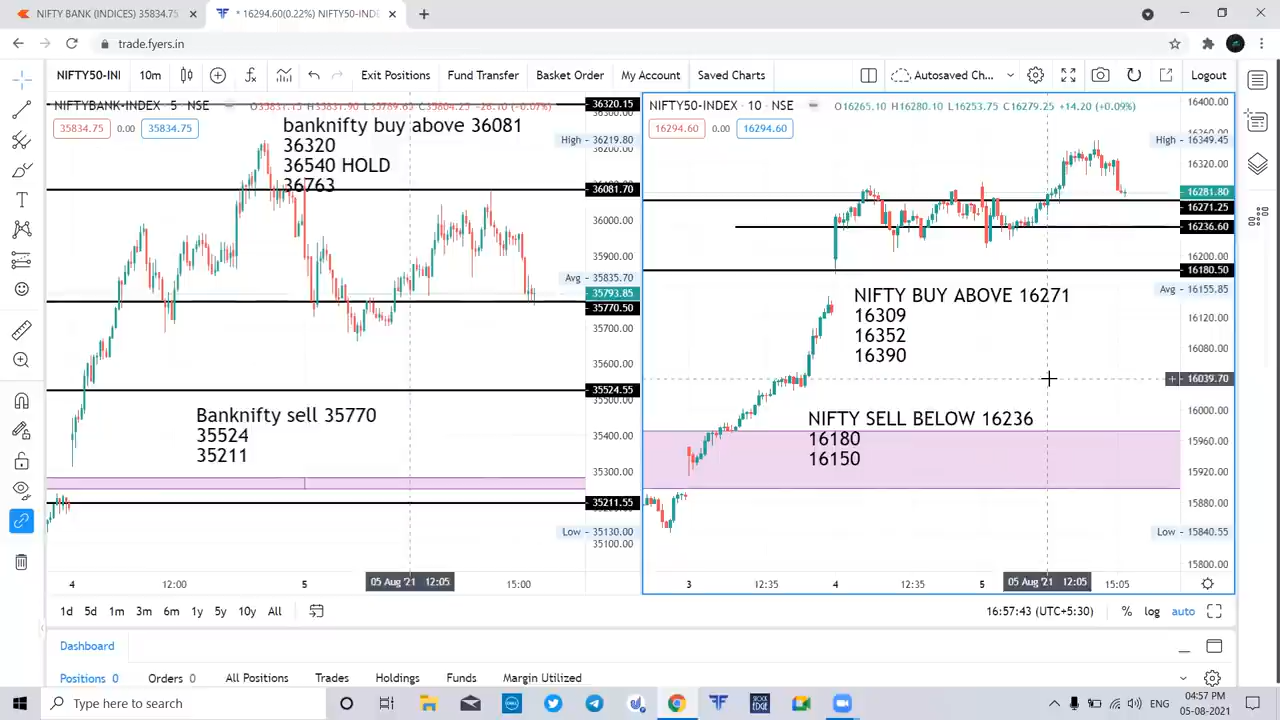 NIFTY BANK (INDICES) 35834.75
* 16294.60(0.22%) NIFTY50-INDE
trade.fyers.in
NIFTY50-INI 10m Exit Positions Fund Transfer Basket Order My Account Saved Charts Autosaved Ch... Logout
NIFTYBANK-INDEX 5 NSE
35834.75 0.00 35834.75
banknifty buy above 36081
36320
36540 HOLD
36763
Banknifty sell 35770
35524
35211
36320.15
36300.00
High 36219.80
36200.00
36081.70
36000.00
35900.00
Avg 35835.70
35793.85
35770.50
35700.00
35600.00
35524.55
35500.00
35400.00
35300.00
35211.55
Low 35130.00
35100.00
4 12:00 5 05 Aug '21 12:05 15:00
NIFTY50-INDEX · 10 · NSE O16265.10 H16280.10 L16253.75 C16279.25 +14.20 (+0.09%)
16294.60 0.00 16294.60
NIFTY BUY ABOVE 16271
16309
16352
16390
NIFTY SELL BELOW 16236
16180
16150
16400.00
High 16349.45
16320.00
16281.80
16271.25
16236.60
16200.00
16180.50
Avg 16155.85
16120.00
16080.00
16039.70
16000.00
15960.00
15920.00
15880.00
Low 15840.55
15800.00
3 12:35 4 12:35 5 05 Aug '21 12:05 15:05
1d 5d 1m 3m 6m 1y 5y 10y All
16:57:43 (UTC+5:30) % log auto
Dashboard
Positions 0 Orders 0 All Positions Trades Holdings Funds Margin Utilized
Type here to search
ENG
04:57 PM
05-08-2021